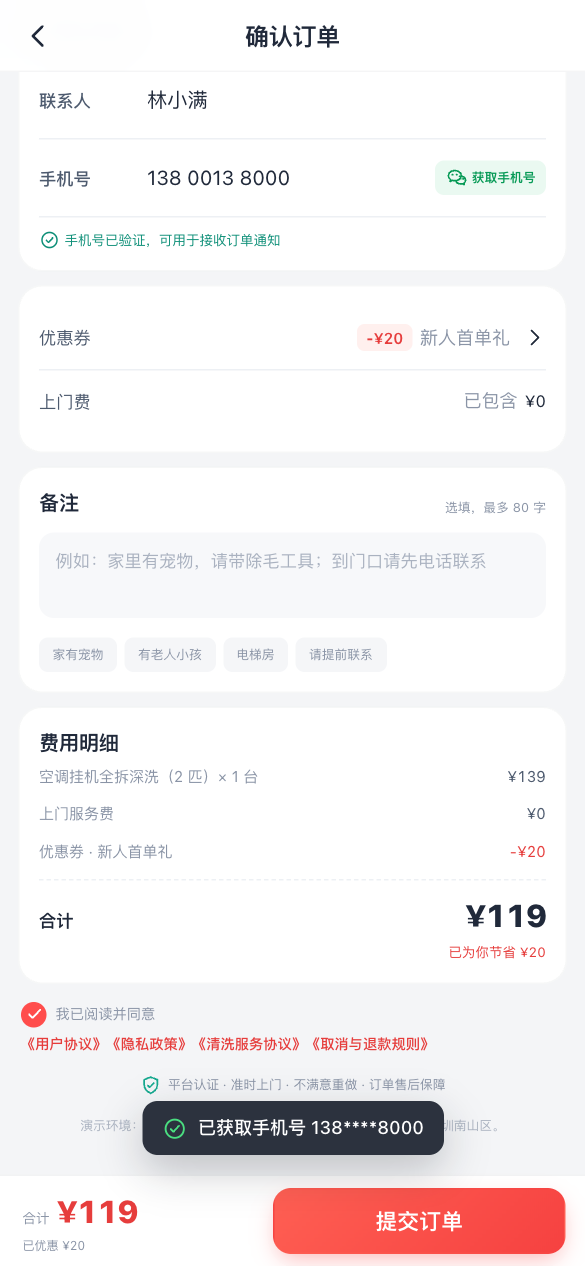 确认订单
联系人 林小满
手机号 138 0013 8000 获取手机号
手机号已验证，可用于接收订单通知
优惠券 -¥20 新人首单礼
上门费 已包含 ¥0
备注 选填，最多 80 字
例如：家里有宠物，请带除毛工具；到门口请先电话联系
家有宠物 有老人小孩 电梯房 请提前联系
费用明细
空调挂机全拆深洗（2 匹）× 1 台 ¥139
上门服务费 ¥0
优惠券 · 新人首单礼 -¥20
合计 ¥119
已为你节省 ¥20
我已阅读并同意
《用户协议》《隐私政策》《清洗服务协议》《取消与退款规则》
平台认证 · 准时上门 · 不满意重做 · 订单售后保障
演示环境： 圳南山区。
已获取手机号 138****8000
合计 ¥119 提交订单
已优惠 ¥20